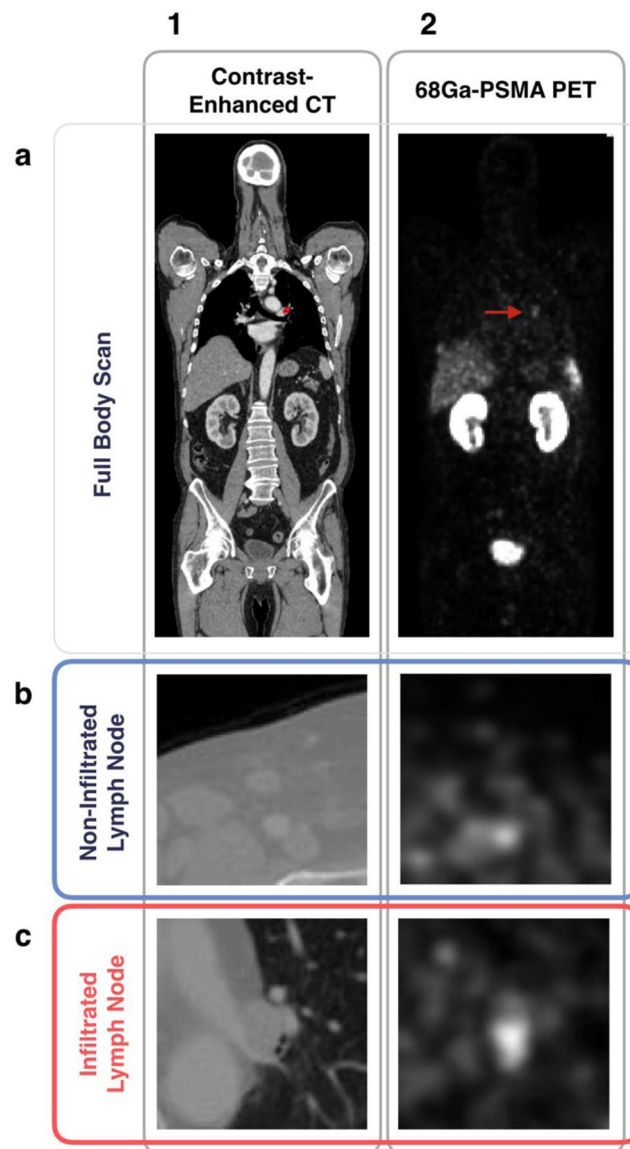 1
2
Contrast-
Enhanced CT
68Ga-PSMA PET
a
Full Body Scan
b
Non-Infiltrated
Lymph Node
c
Infiltrated
Lymph Node